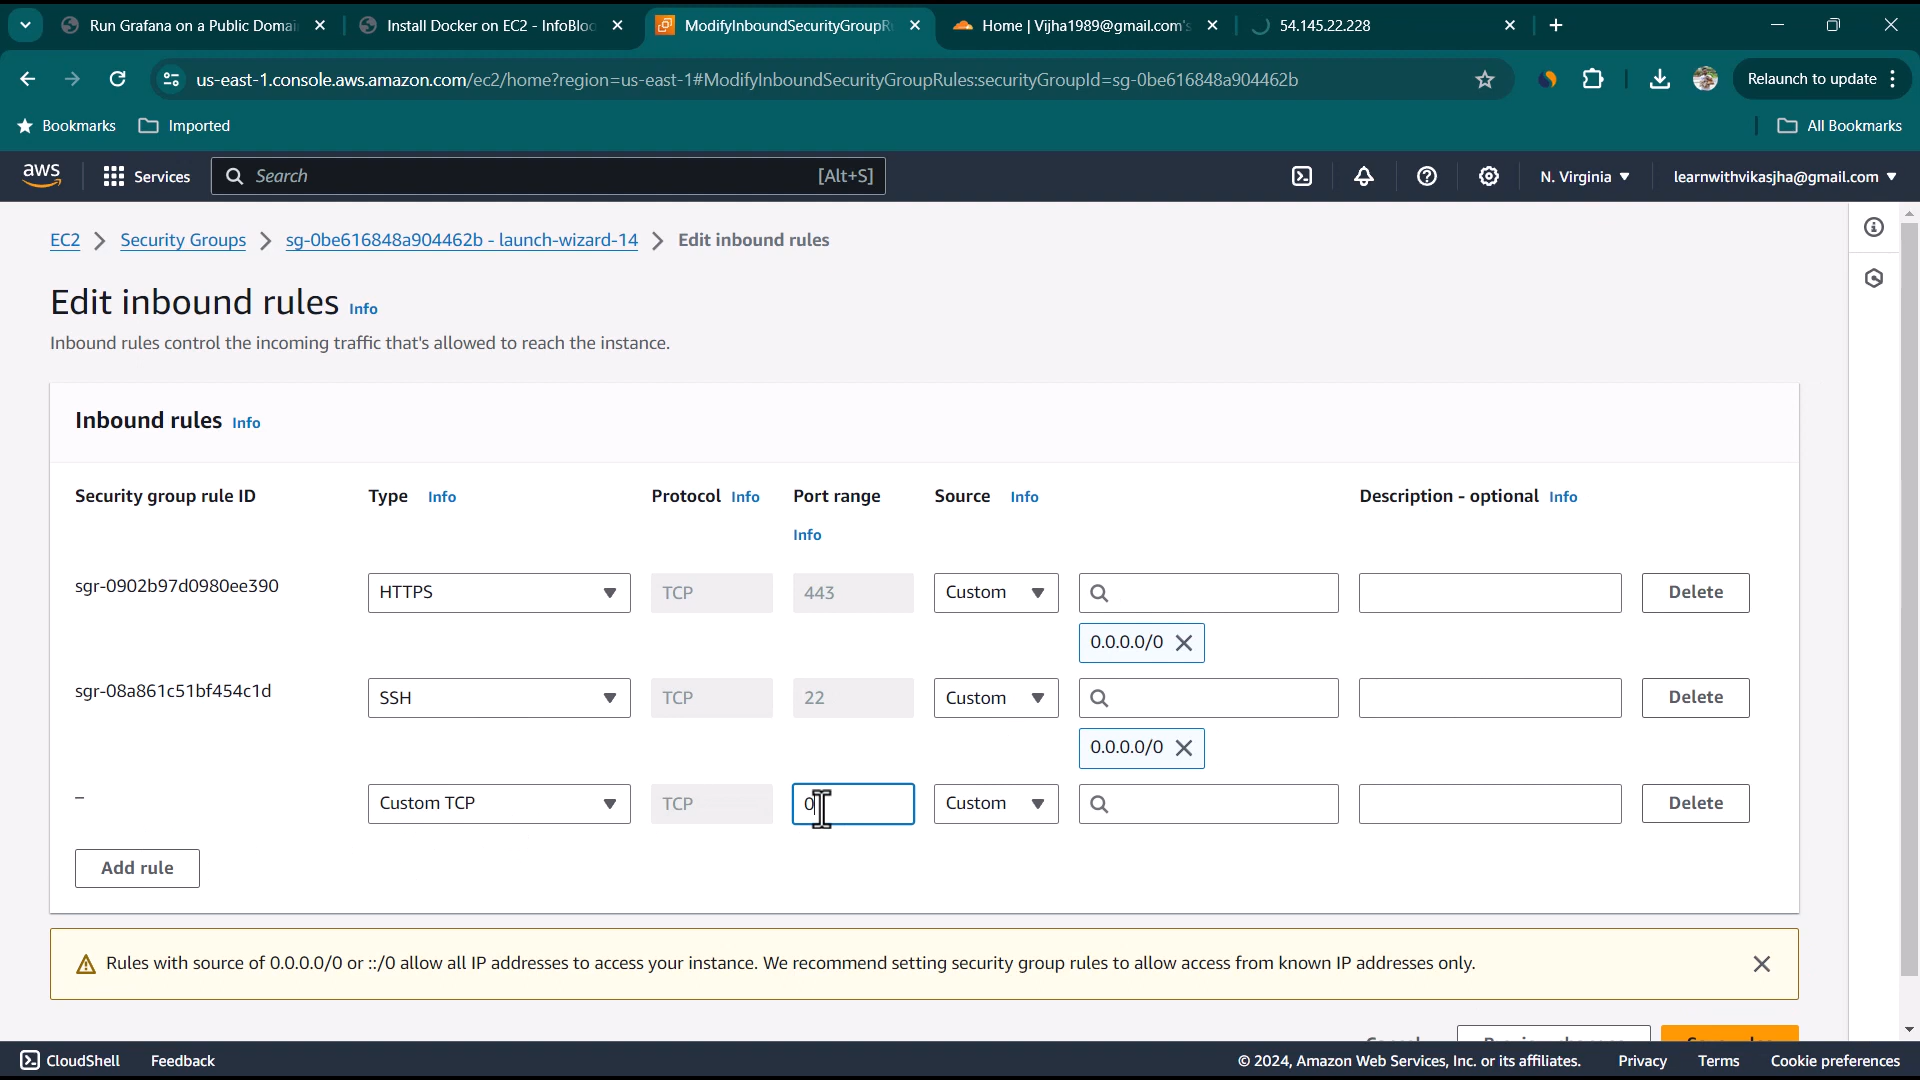 Run Grafana on a Public Domai
Install Docker on EC2 - InfoBloc
ModifyInboundSecurityGroupR
Home | Vijha1989@gmail.com's
54.145.22.228
us-east-1.console.aws.amazon.com/ec2/home?region=us-east-1#ModifyInboundSecurityGroupRules:securityGroupId=sg-0be616848a904462b
Relaunch to update
Bookmarks
Imported
All Bookmarks
aws
Services
Search
[Alt+S]
N. Virginia
learnwithvikasjha@gmail.com
EC2
Security Groups
sg-0be616848a904462b - launch-wizard-14
Edit inbound rules
Edit inbound rules Info
Inbound rules control the incoming traffic that's allowed to reach the instance.
Inbound rules Info
Security group rule ID
Type Info
Protocol Info
Port range
Info
Source Info
Description - optional Info
sgr-0902b97d0980ee390
HTTPS
TCP
443
Custom
Delete
0.0.0.0/0
sgr-08a861c51bf454c1d
SSH
TCP
22
Custom
Delete
0.0.0.0/0
–
Custom TCP
TCP
0
Custom
Delete
Add rule
Rules with source of 0.0.0.0/0 or ::/0 allow all IP addresses to access your instance. We recommend setting security group rules to allow access from known IP addresses only.
CloudShell
Feedback
© 2024, Amazon Web Services, Inc. or its affiliates.
Privacy
Terms
Cookie preferences